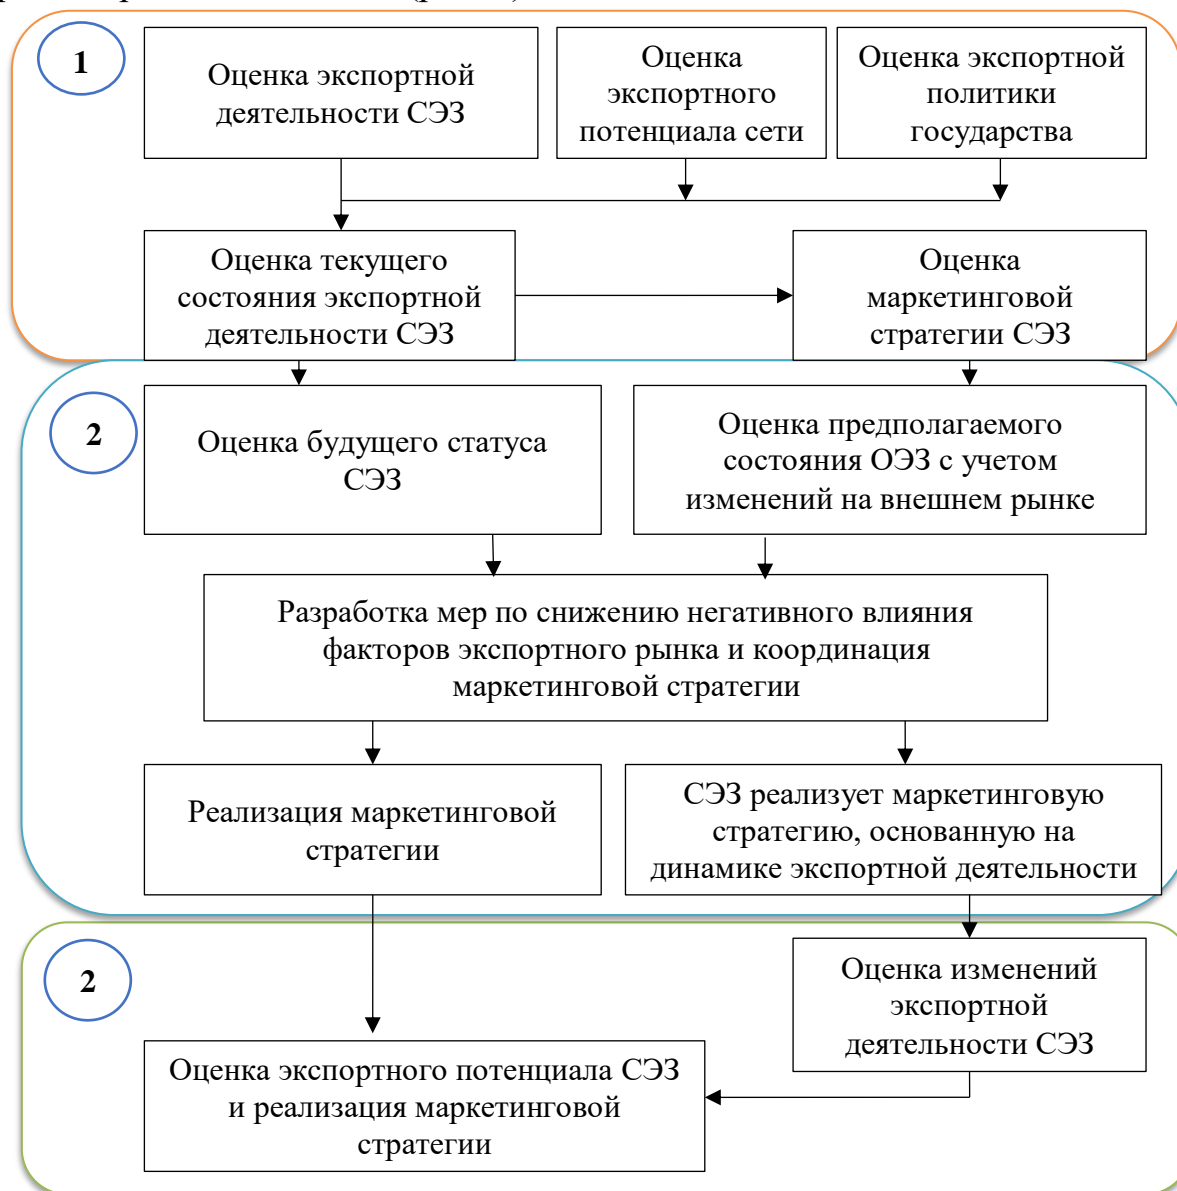 1
Оценка экспортной
деятельности СЭЗ
Оценка
экспортного
потенциала сети
Оценка экспортной
политики
государства
Оценка текущего
состояния экспортной
деятельности СЭЗ
Оценка
маркетинговой
стратегии СЭЗ
2
Оценка будущего статуса
СЭЗ
Оценка предполагаемого
состояния ОЭЗ с учетом
изменений на внешнем рынке
Разработка мер по снижению негативного влияния
факторов экспортного рынка и координация
маркетинговой стратегии
Реализация маркетинговой
стратегии
СЭЗ реализует маркетинговую
стратегию, основанную на
динамике экспортной деятельности
2
Оценка изменений
экспортной
деятельности СЭЗ
Оценка экспортного потенциала СЭЗ
и реализация маркетинговой
стратегии